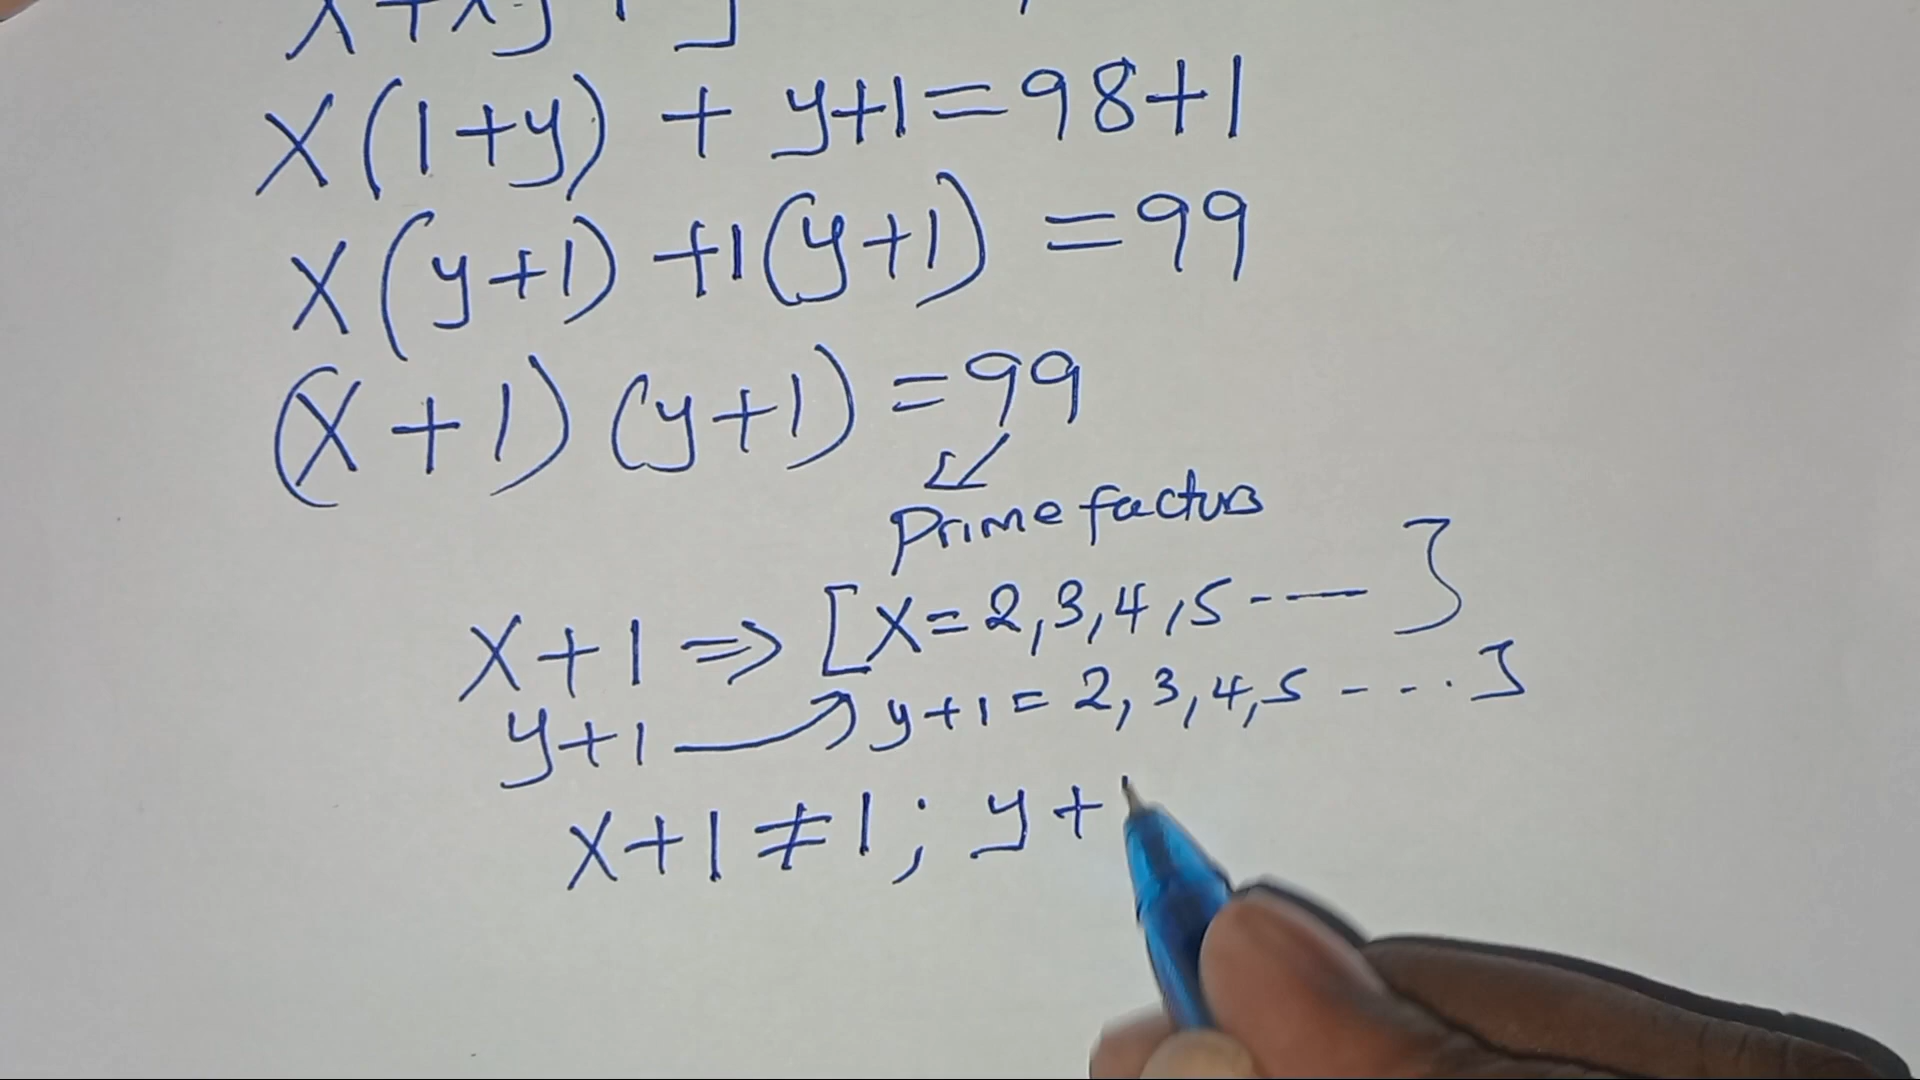 x(1+y) + y+1=98+1
x(y+1) +1(y+1) =99
(x+1)(y+1)=99
Prime factors
x+1 ⇒ [x=2,3,4,5-----]
y+1 → y+1=2,3,4,5 - - - . ]
x+1≠1; y+